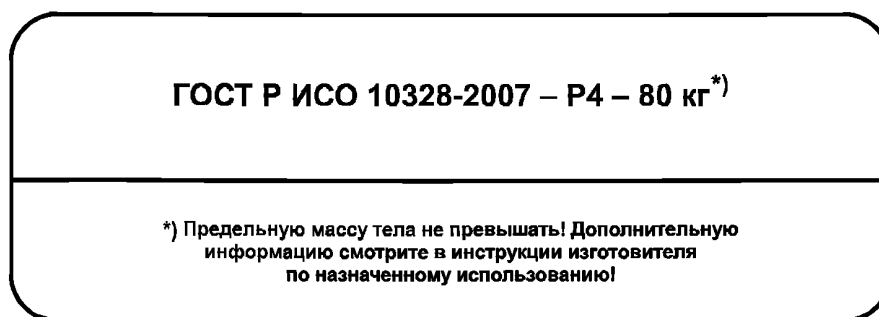 ГОСТ Р ИСО 10328-2007 – Р4 – 80 кг*)
*) Предельную массу тела не превышать! Дополнительную
информацию смотрите в инструкции изготовителя
по назначенному использованию!